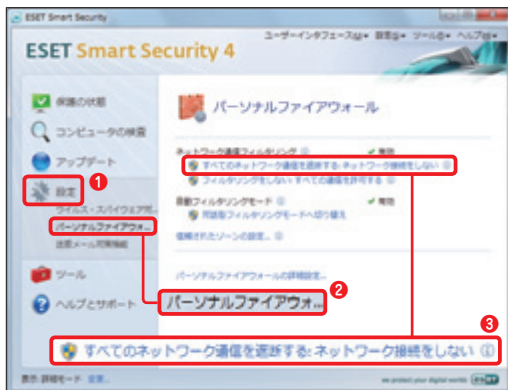 ESET Smart Security
ESET Smart Security 4
ユーザーインタフェース(U)▾ 設定(S)▾ ツール(L)▾ ヘルプ(H)▾
保護の状態
コンピュータの検査
アップデート
設定
1
ウイルス・スパイウェア対..
パーソナルファイアウォ...
迷惑メール対策機能
ツール
ヘルプとサポート
パーソナルファイアウォール
ネットワーク通信フィルタリング 有効
すべてのネットワーク通信を遮断する: ネットワーク接続をしない
フィルタリングをしない: すべての通信を許可する
自動フィルタリングモード 有効
対話型フィルタリングモードへ切り替え
信頼されたゾーンの設定...
パーソナルファイアウォールの詳細設定...
2
パーソナルファイアウォ...
3
すべてのネットワーク通信を遮断する: ネットワーク接続をしない
表示: 詳細モード 変更...
we protect your digital worlds ESET